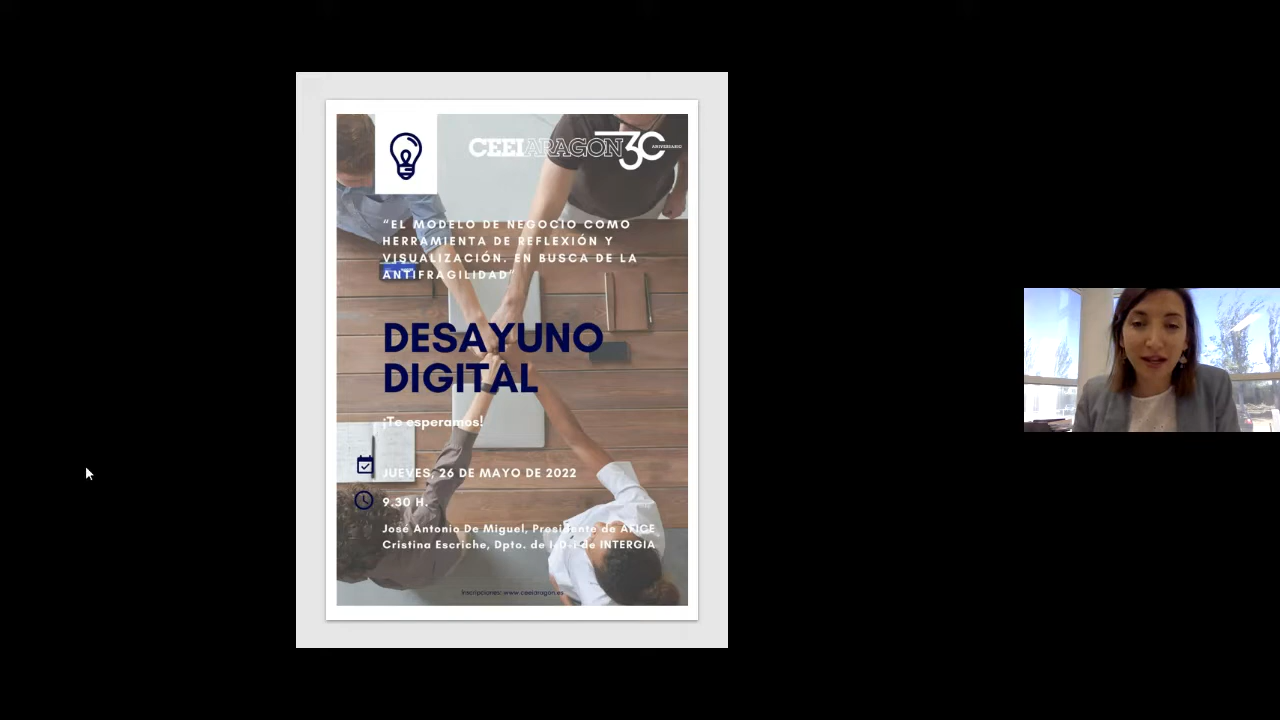 CEEIARAGON 30 ANIVERSARIO
“EL MODELO DE NEGOCIO COMO
HERRAMIENTA DE REFLEXIÓN Y
VISUALIZACIÓN. EN BUSCA DE LA
ANTIFRAGILIDAD”
DESAYUNO
DIGITAL
¡Te esperamos!
JUEVES, 26 DE MAYO DE 2022
9.30 H.
José Antonio De Miguel, Presidente de AFICE
Cristina Escriche, Dpto. de I+D+i de INTERGIA
Inscripciones: www.ceeiaragon.es